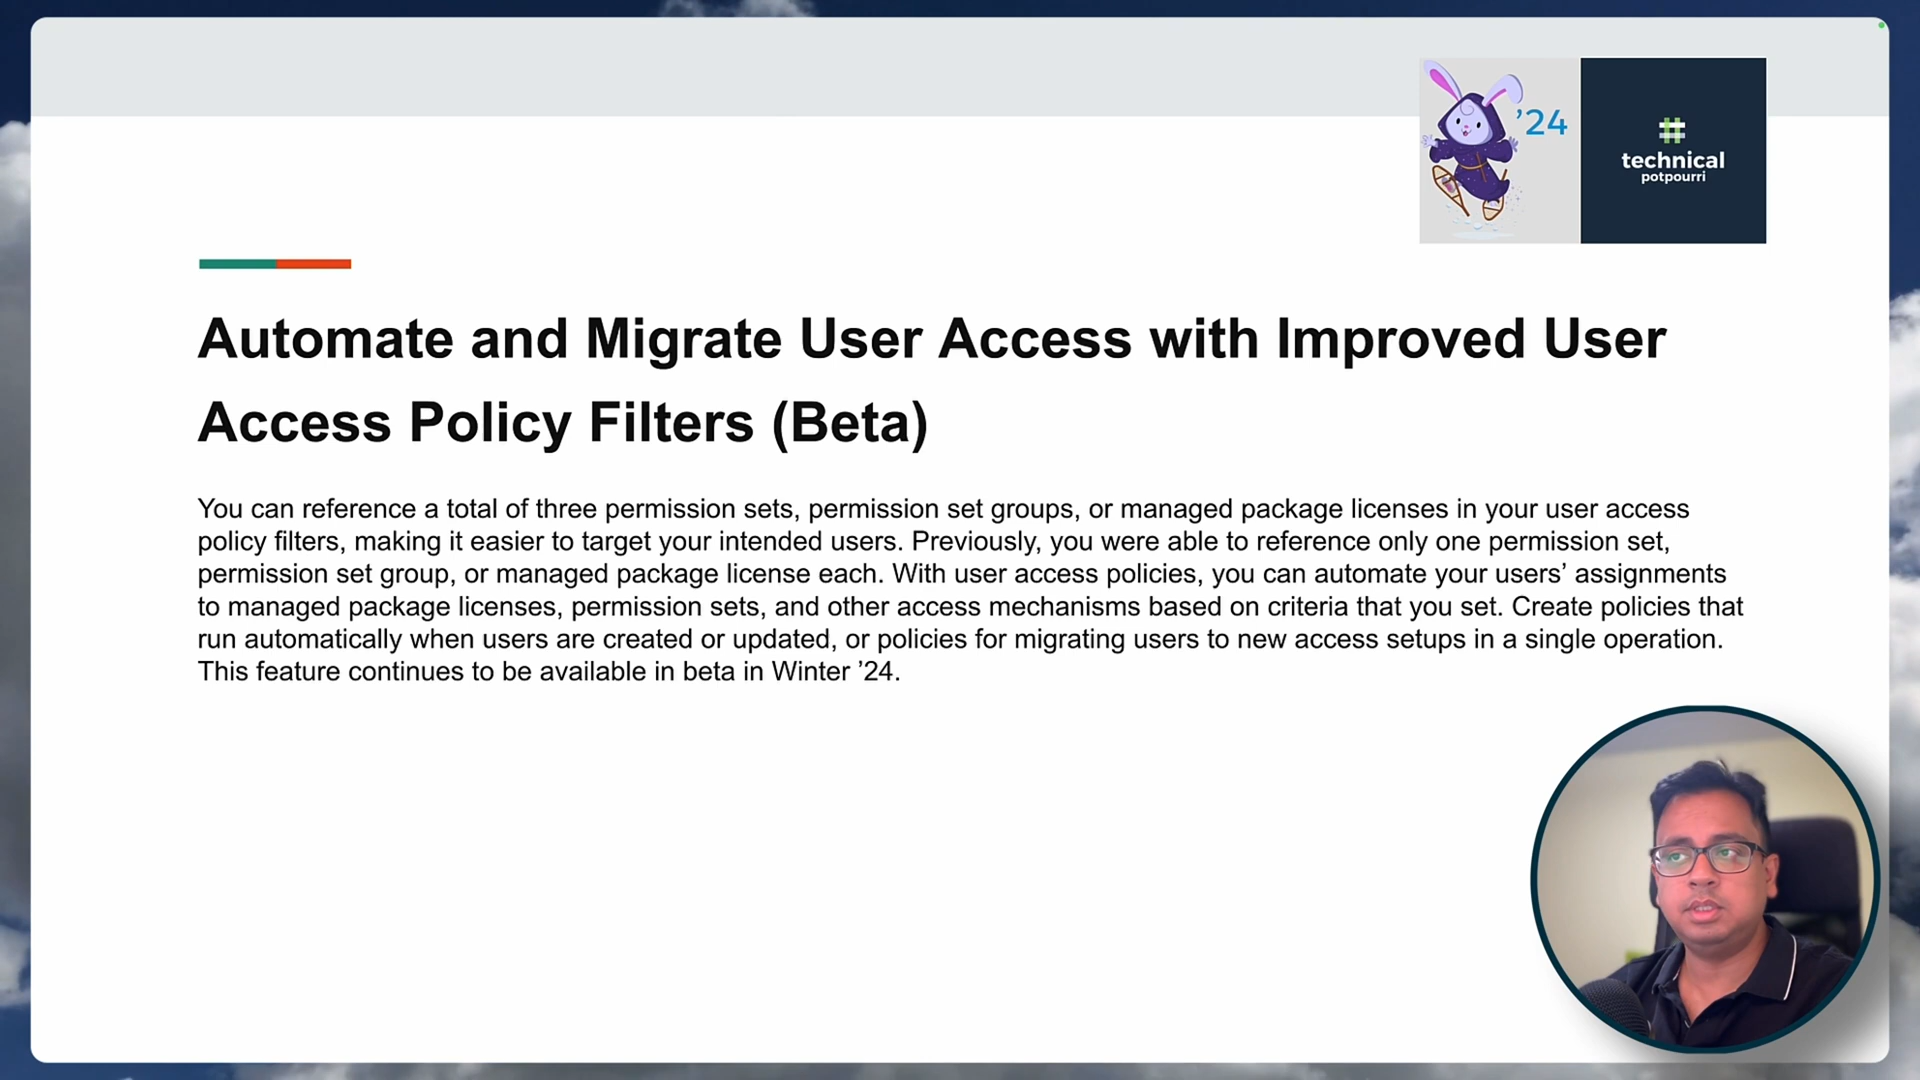 ’24
technical
potpourri
Automate and Migrate User Access with Improved User
Access Policy Filters (Beta)
You can reference a total of three permission sets, permission set groups, or managed package licenses in your user access
policy filters, making it easier to target your intended users. Previously, you were able to reference only one permission set,
permission set group, or managed package license each. With user access policies, you can automate your users’ assignments
to managed package licenses, permission sets, and other access mechanisms based on criteria that you set. Create policies that
run automatically when users are created or updated, or policies for migrating users to new access setups in a single operation.
This feature continues to be available in beta in Winter ’24.